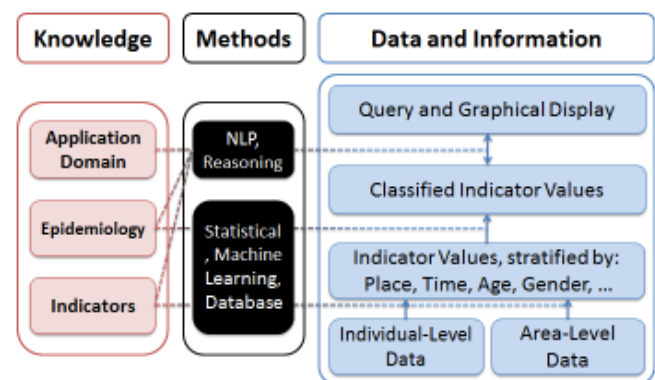 Knowledge
Methods
Data and Information
Application
Domain
Epidemiology
Indicators
NLP,
Reasoning
Statistical
, Machine
Learning,
Database
Query and Graphical Display
Classified Indicator Values
Indicator Values, stratified by:
Place, Time, Age, Gender, ...
Individual-Level
Data
Area-Level
Data